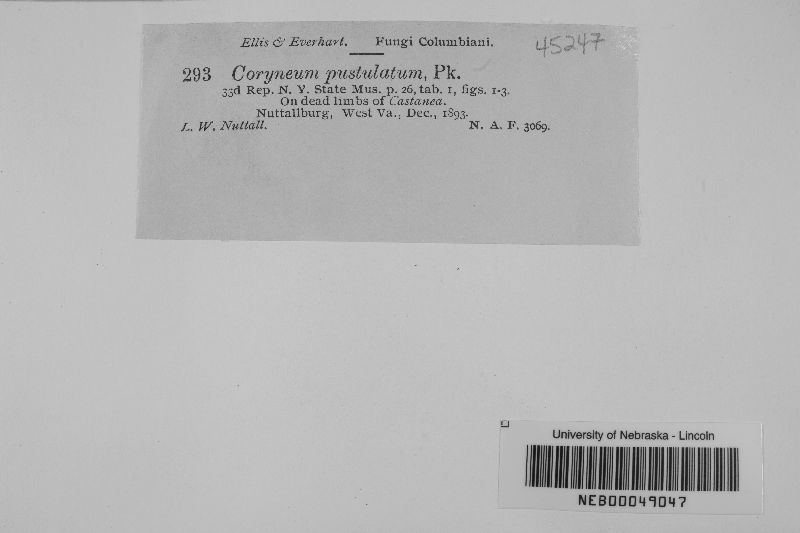 Ellis & Everhart. Fungi Columbiani.
45247
293 Coryneum pustulatum, Pk.
33d Rep. N. Y. State Mus. p. 26, tab. 1, figs. 1-3.
On dead limbs of Castanea.
Nuttallburg, West Va., Dec., 1893.
L. W. Nuttall. N. A. F. 3069.
University of Nebraska - Lincoln
NEB00049047